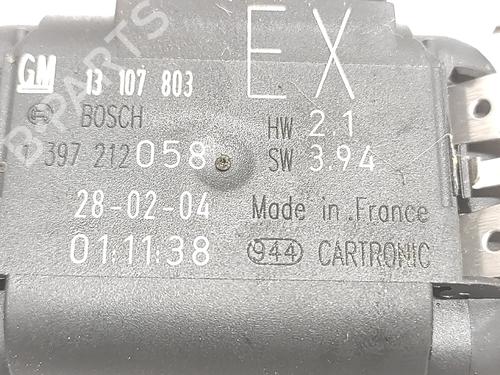 EX
GM 13 107 803
BOSCH HW 2.1
1 397 212 058 SW 3.94
28-02-04 Made in France
01:11:38 944 CARTRONIC